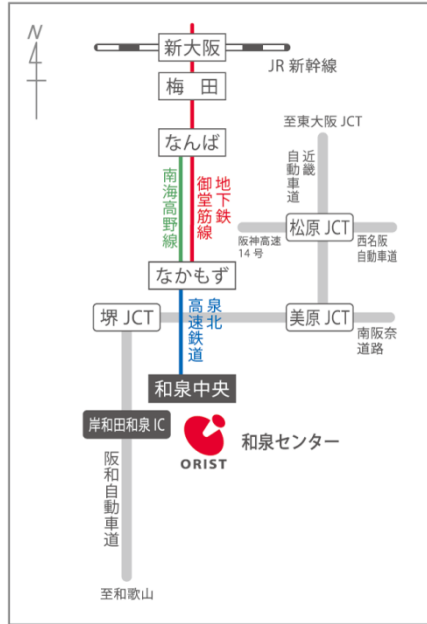 N
新大阪
JR 新幹線
梅　田
至東大阪 JCT
なんば
近畿
自動車道
南海高野線
地下鉄
御堂筋線
松原 JCT
阪神高速
14 号
西名阪
自動車道
なかもず
堺 JCT
泉北
高速鉄道
美原 JCT
南阪奈
道路
和泉中央
岸和田和泉 IC
和泉センター
ORIST
阪和自動車道
至和歌山